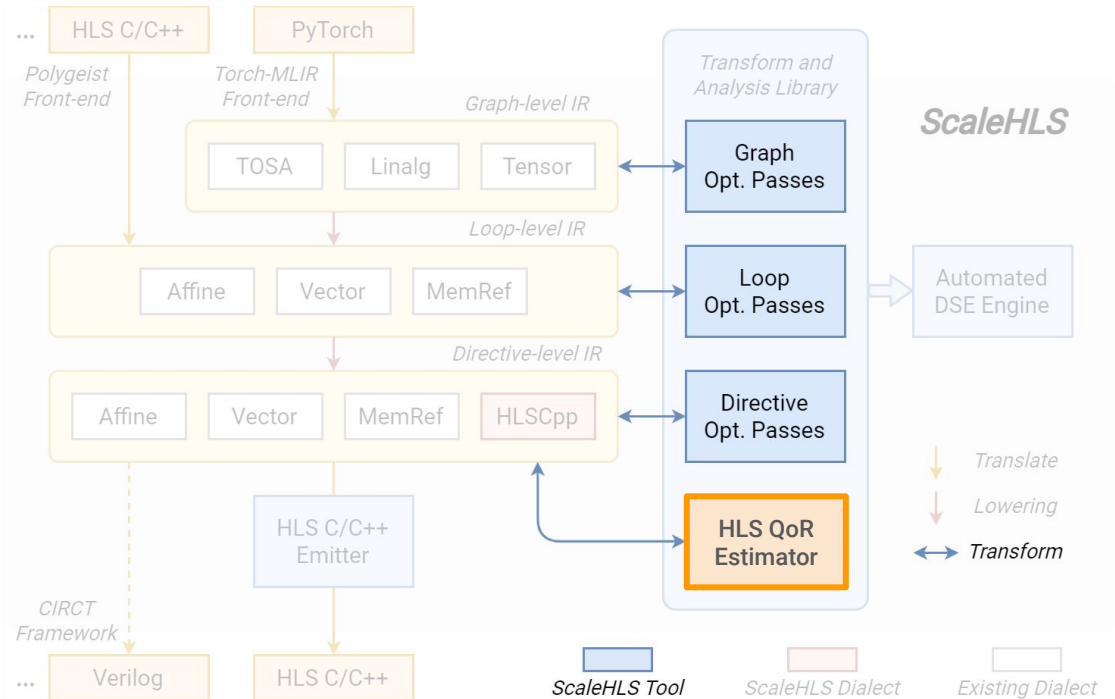 ... HLS C/C++
PyTorch
Polygeist
Front-end
Torch-MLIR
Front-end
Transform and
Analysis Library
Graph-level IR
ScaleHLS
TOSA
Linalg
Tensor
Graph
Opt. Passes
Loop-level IR
Affine
Vector
MemRef
Loop
Opt. Passes
Automated
DSE Engine
Directive-level IR
Affine
Vector
MemRef
HLSCpp
Directive
Opt. Passes
Translate
Lowering
Transform
HLS C/C++
Emitter
HLS QoR
Estimator
CIRCT
Framework
... Verilog
HLS C/C++
ScaleHLS Tool
ScaleHLS Dialect
Existing Dialect